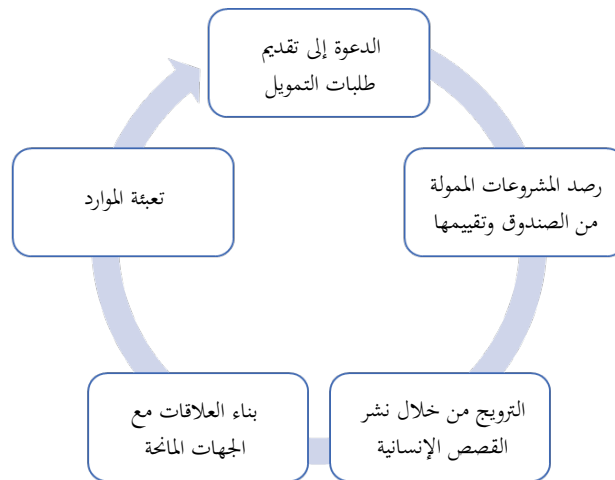 الدعوة إلى تقديم
طلبات التمويل
رصد المشروعات الممولة
من الصندوق وتقييمها
الترويج من خلال نشر
القصص الإنسانية
بناء العلاقات مع
الجهات المانحة
تعبئة الموارد